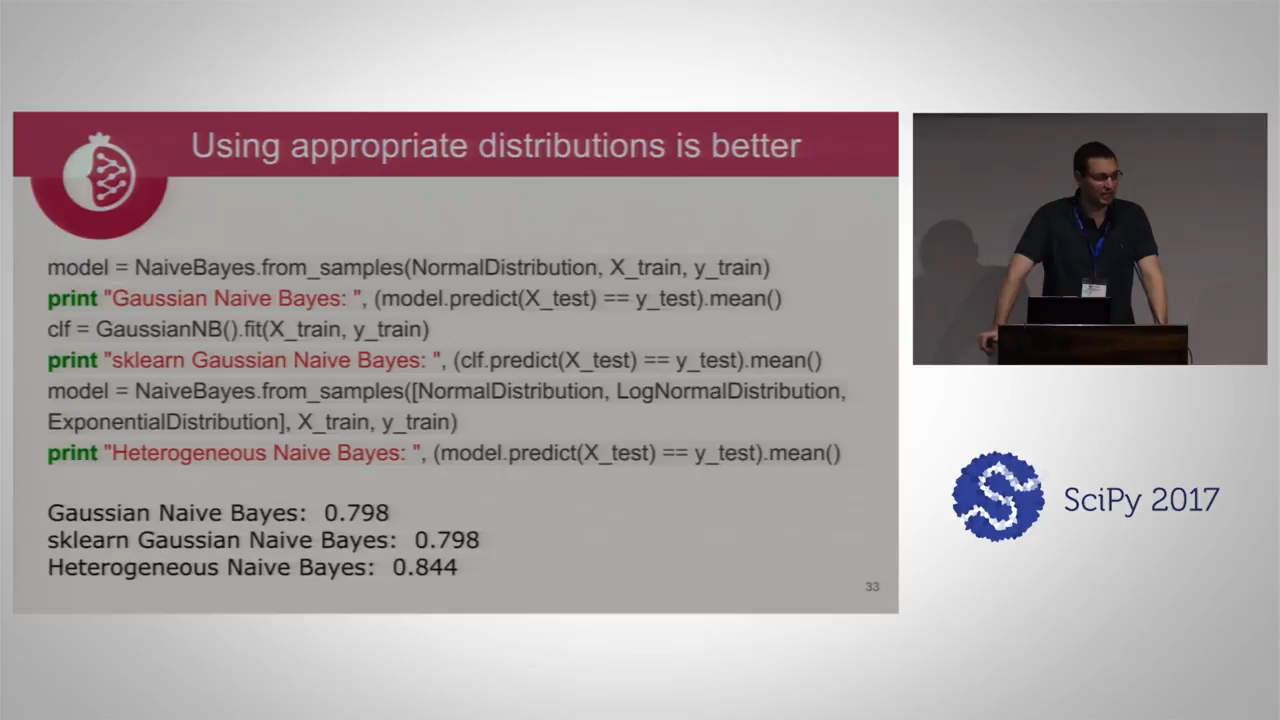 Using appropriate distributions is better
model = NaiveBayes.from_samples(NormalDistribution, X_train, y_train)
print "Gaussian Naive Bayes: ", (model.predict(X_test) == y_test).mean()
clf = GaussianNB().fit(X_train, y_train)
print "sklearn Gaussian Naive Bayes: ", (clf.predict(X_test) == y_test).mean()
model = NaiveBayes.from_samples([NormalDistribution, LogNormalDistribution,
ExponentialDistribution], X_train, y_train)
print "Heterogeneous Naive Bayes: ", (model.predict(X_test) == y_test).mean()
Gaussian Naive Bayes: 0.798
sklearn Gaussian Naive Bayes: 0.798
Heterogeneous Naive Bayes: 0.844
33
SciPy 2017